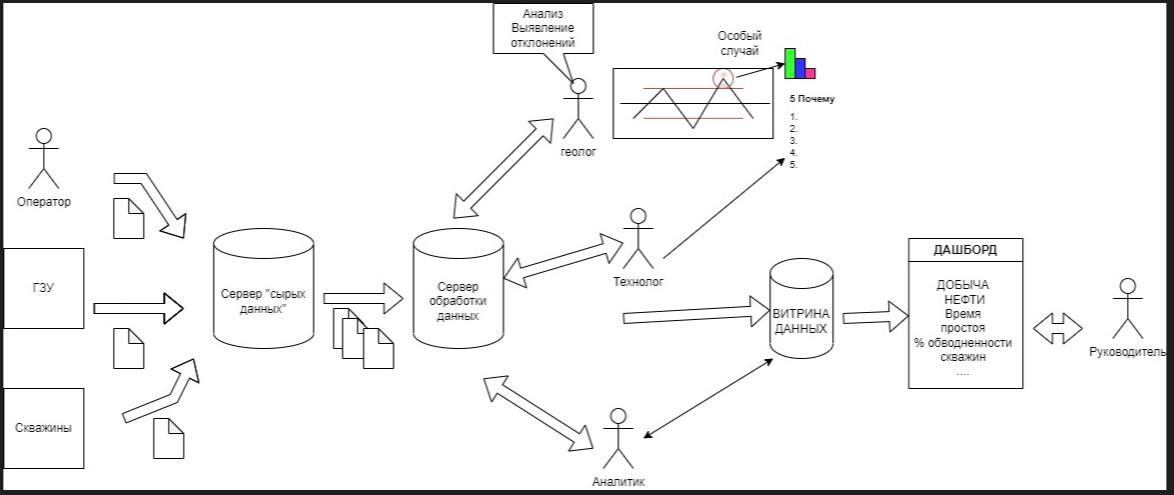 Анализ
Выявление
отклонений
геолог
Особый
случай
5 Почему
1.
2.
3.
4.
5.
Оператор
ГЗУ
Скважины
Сервер "сырых
данных"
Сервер
обработки
данных
Технолог
Аналитик
ВИТРИНА
ДАННЫХ
ДАШБОРД
ДОБЫЧА
НЕФТИ
Время
простоя
% обводненности
скважин
....
Руководитель